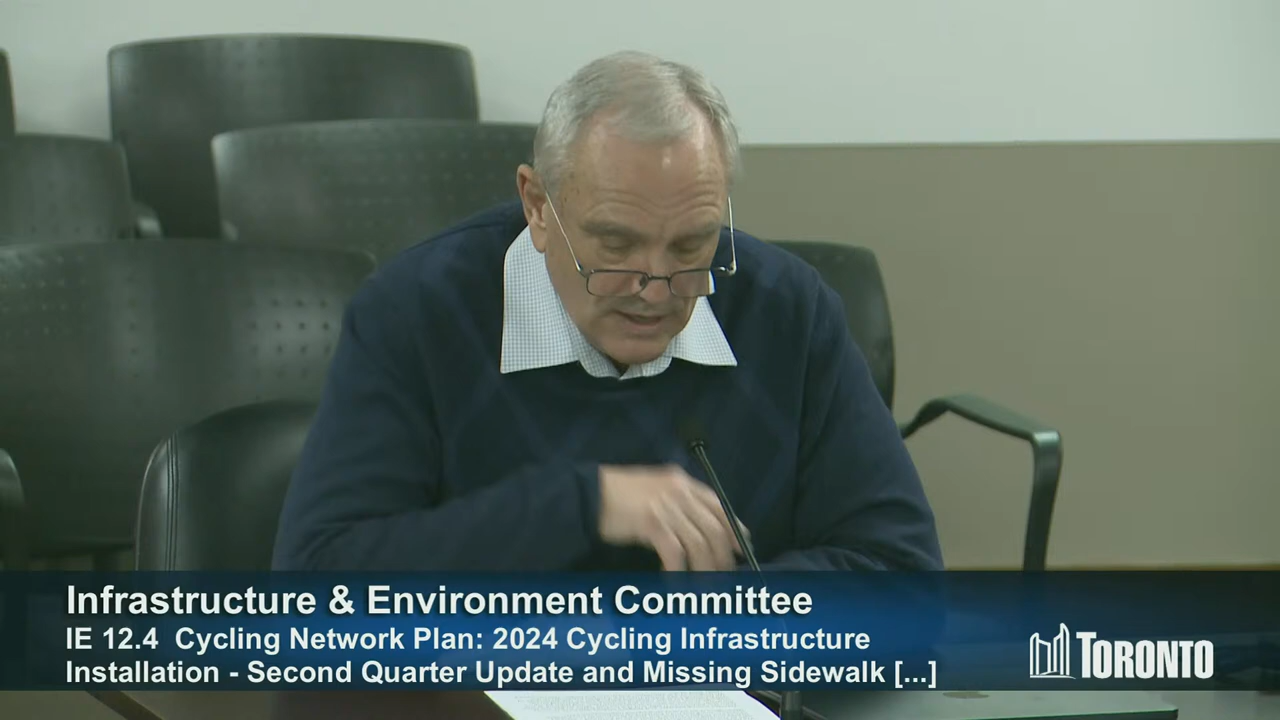 Infrastructure & Environment Committee
IE 12.4 Cycling Network Plan: 2024 Cycling Infrastructure
Installation - Second Quarter Update and Missing Sidewalk [...]
TORONTO